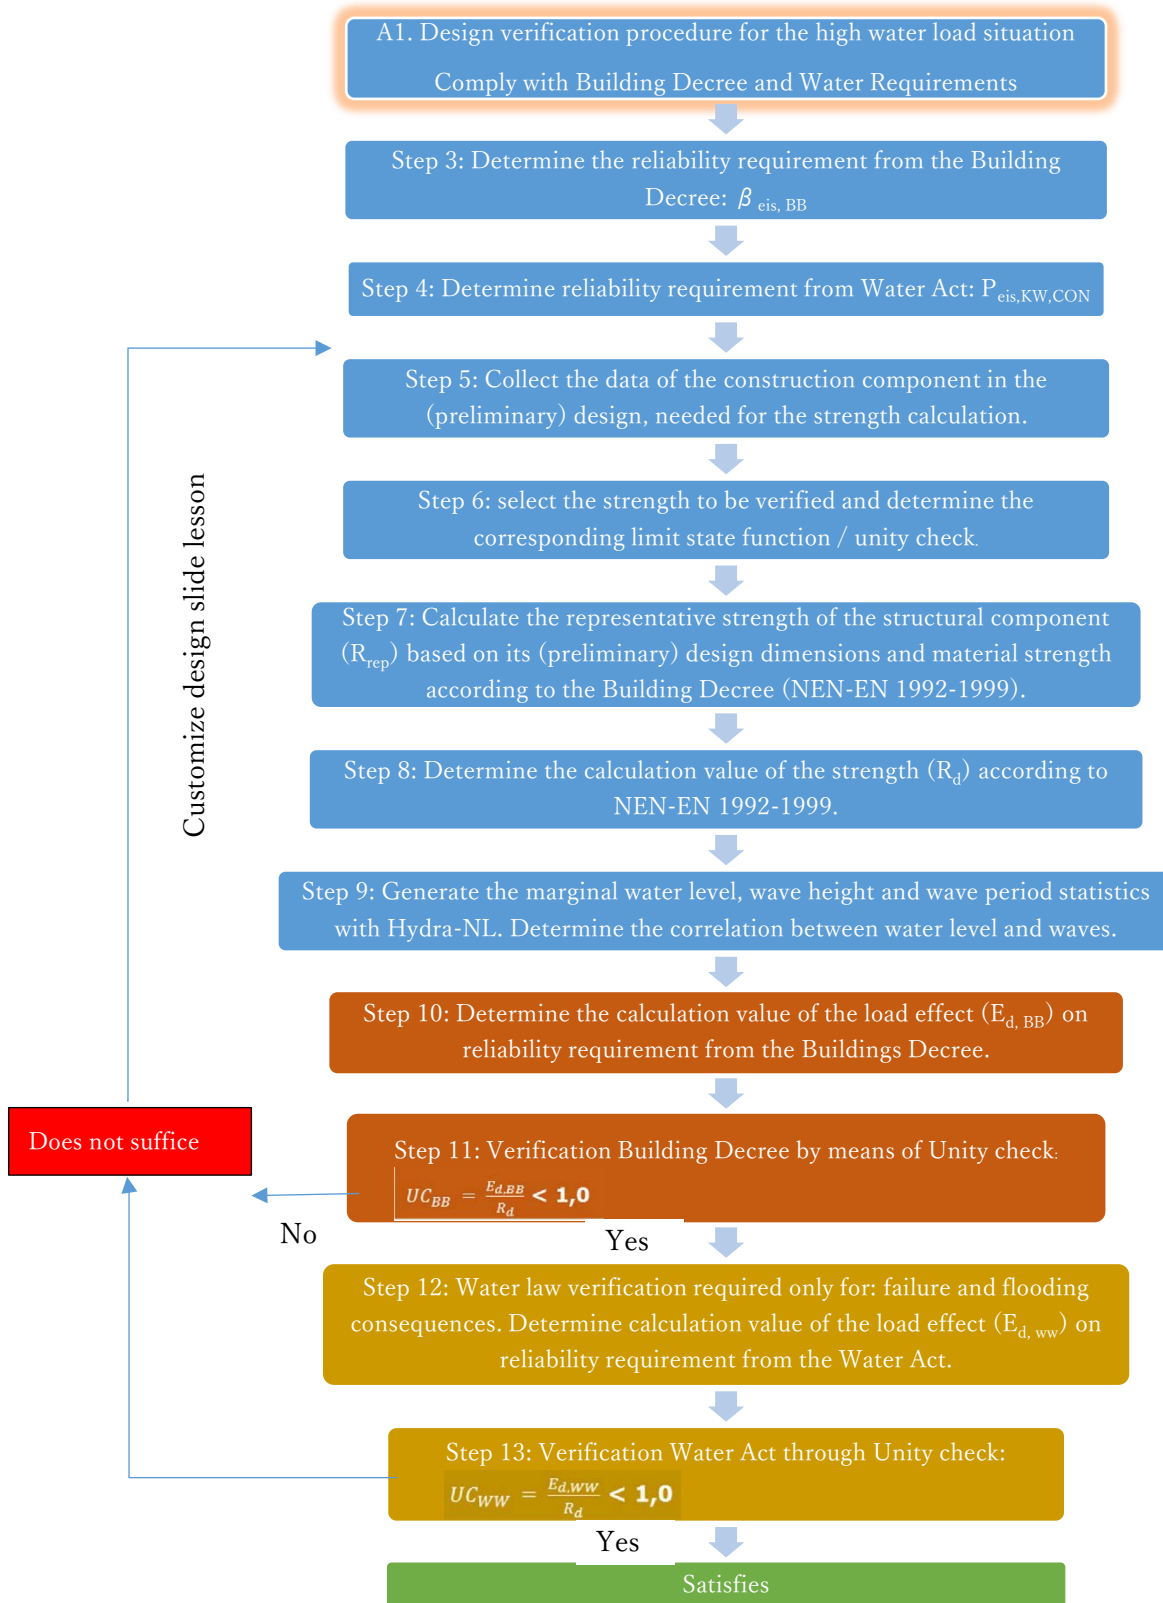 A1. Design verification procedure for the high water load situation
Comply with Building Decree and Water Requirements
Step 3: Determine the reliability requirement from the Building
Decree: β eis, BB
Step 4: Determine reliability requirement from Water Act: Peis,KW,CON
Step 5: Collect the data of the construction component in the
(preliminary) design, needed for the strength calculation.
Step 6: select the strength to be verified and determine the
corresponding limit state function / unity check.
Customize design slide lesson
Step 7: Calculate the representative strength of the structural component
(Rrep) based on its (preliminary) design dimensions and material strength
according to the Building Decree (NEN-EN 1992-1999).
Step 8: Determine the calculation value of the strength (Rd) according to
NEN-EN 1992-1999.
Step 9: Generate the marginal water level, wave height and wave period statistics
with Hydra-NL. Determine the correlation between water level and waves.
Step 10: Determine the calculation value of the load effect (Ed, BB) on
reliability requirement from the Buildings Decree.
Does not suffice
Step 11: Verification Building Decree by means of Unity check:
UCBB = Ed,BB / Rd < 1,0
No
Yes
Step 12: Water law verification required only for: failure and flooding
consequences. Determine calculation value of the load effect (Ed, ww) on
reliability requirement from the Water Act.
Step 13: Verification Water Act through Unity check:
UCWW = Ed,WW / Rd < 1,0
Yes
Satisfies